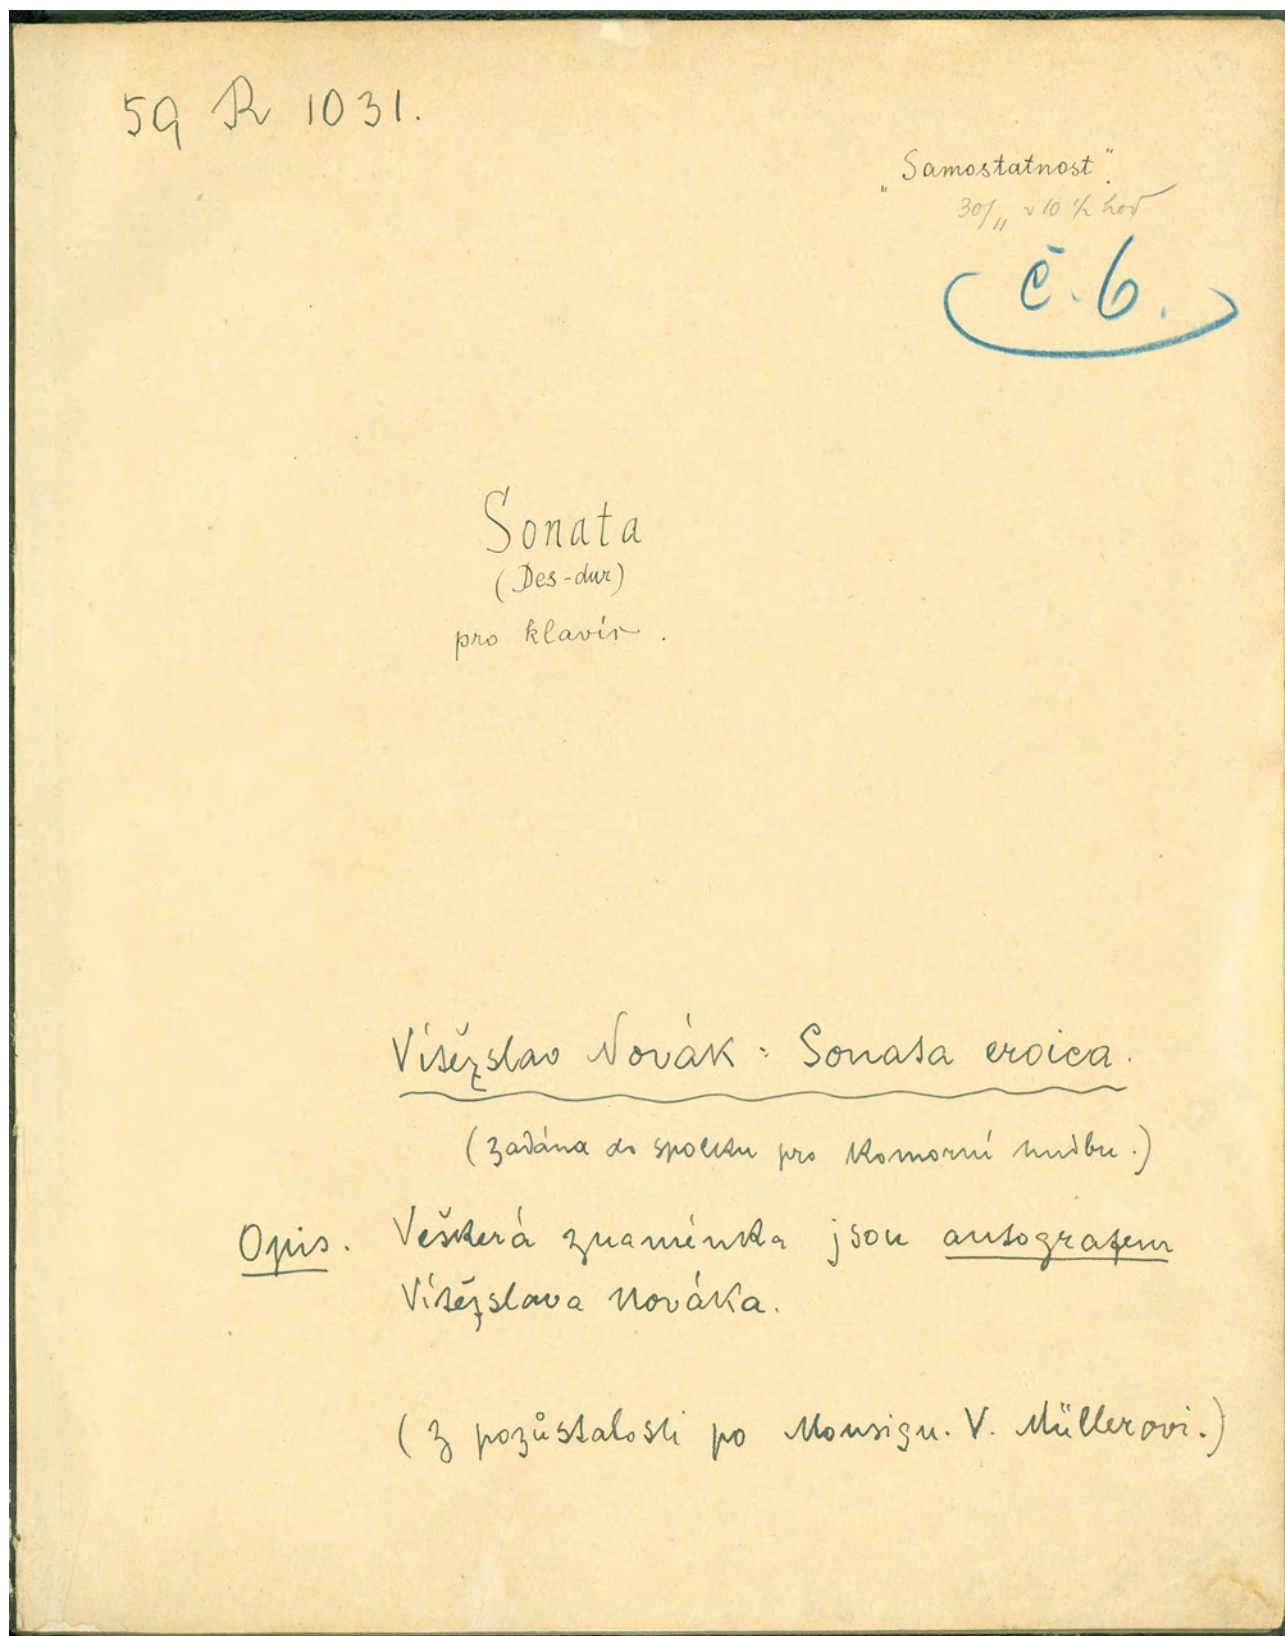 59 R 1031.
„Samostatnost".
30/11 v 10 ½ hod
č. 6.
Sonata
(Des-dur)
pro klavír.
Vítězslav Novák: Sonata eroica.
(Zadána do spolku pro Komorní hudbu.)
Opis. Veškerá znaménka jsou autografem
Vítězslava Nováka.
(Z pozůstalosti po Monsign. V. Müllerovi.)